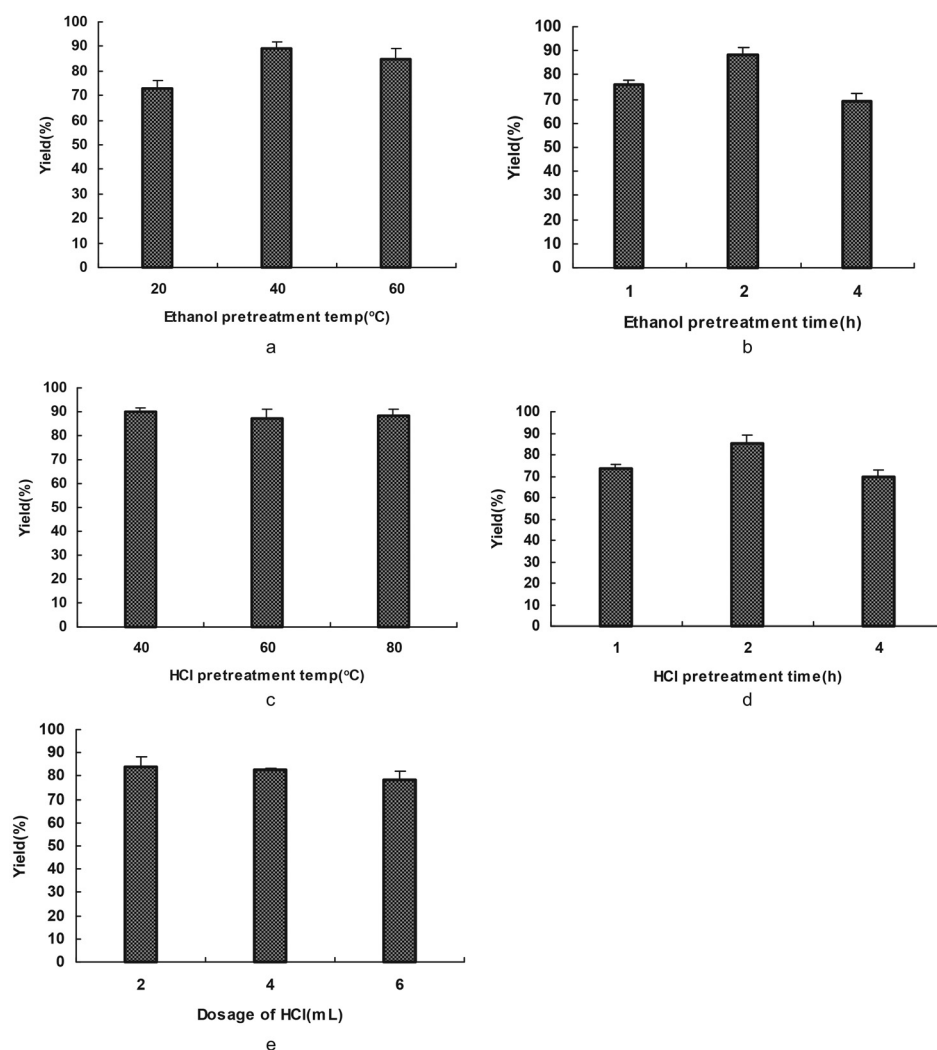 100
90
80
70
60
50
40
30
20
10
0
Yield(%)
20 40 60
Ethanol pretreatment temp(°C)
a
100
90
80
70
60
50
40
30
20
10
0
Yield(%)
1 2 4
Ethanol pretreatment time(h)
b
100
90
80
70
60
50
40
30
20
10
0
Yield(%)
40 60 80
HCl pretreatment temp(°C)
c
100
90
80
70
60
50
40
30
20
10
0
Yield(%)
1 2 4
HCl pretreatment time(h)
d
100
90
80
70
60
50
40
30
20
10
0
Yield(%)
2 4 6
Dosage of HCl(mL)
e